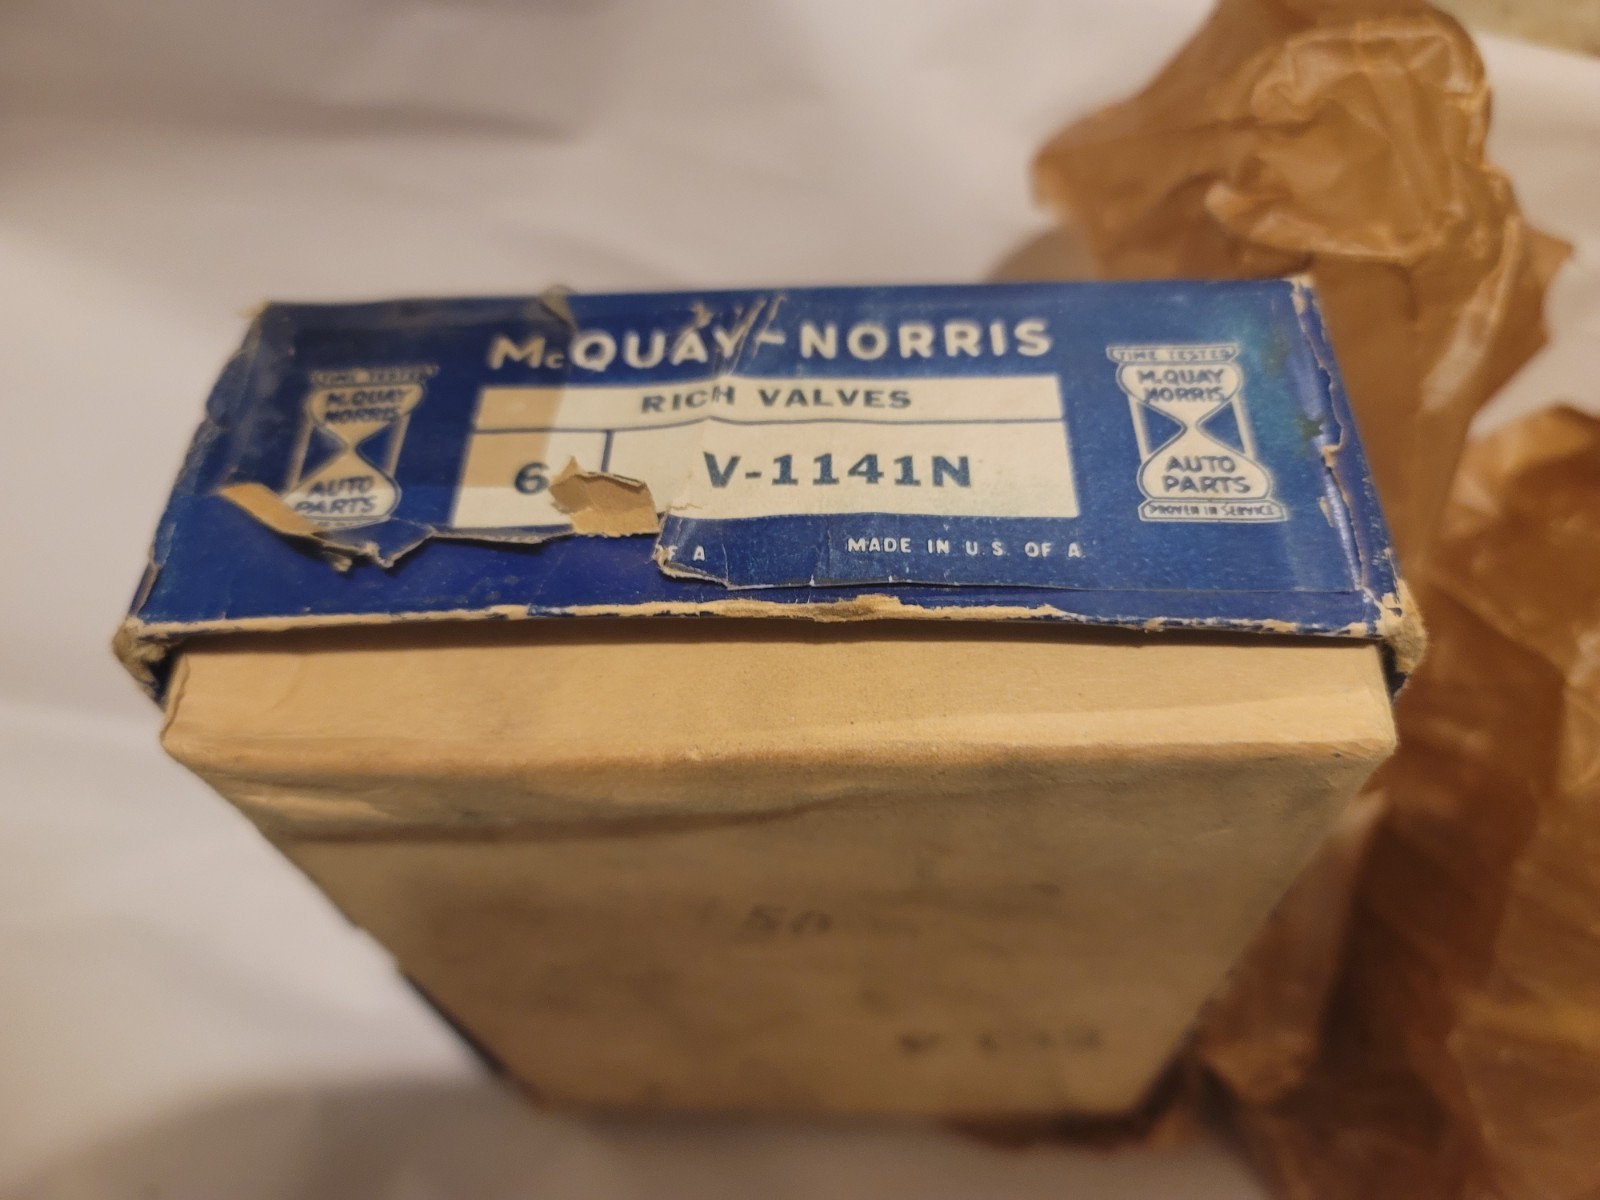 McQUAY-NORRIS
RICH VALVES
6 V-1141N
OF A
MADE IN U.S. OF A.
TIME TESTED
McQUAY
NORRIS
AUTO
PARTS
TIME TESTED
McQUAY
NORRIS
AUTO
PARTS
PROVEN IN SERVICE